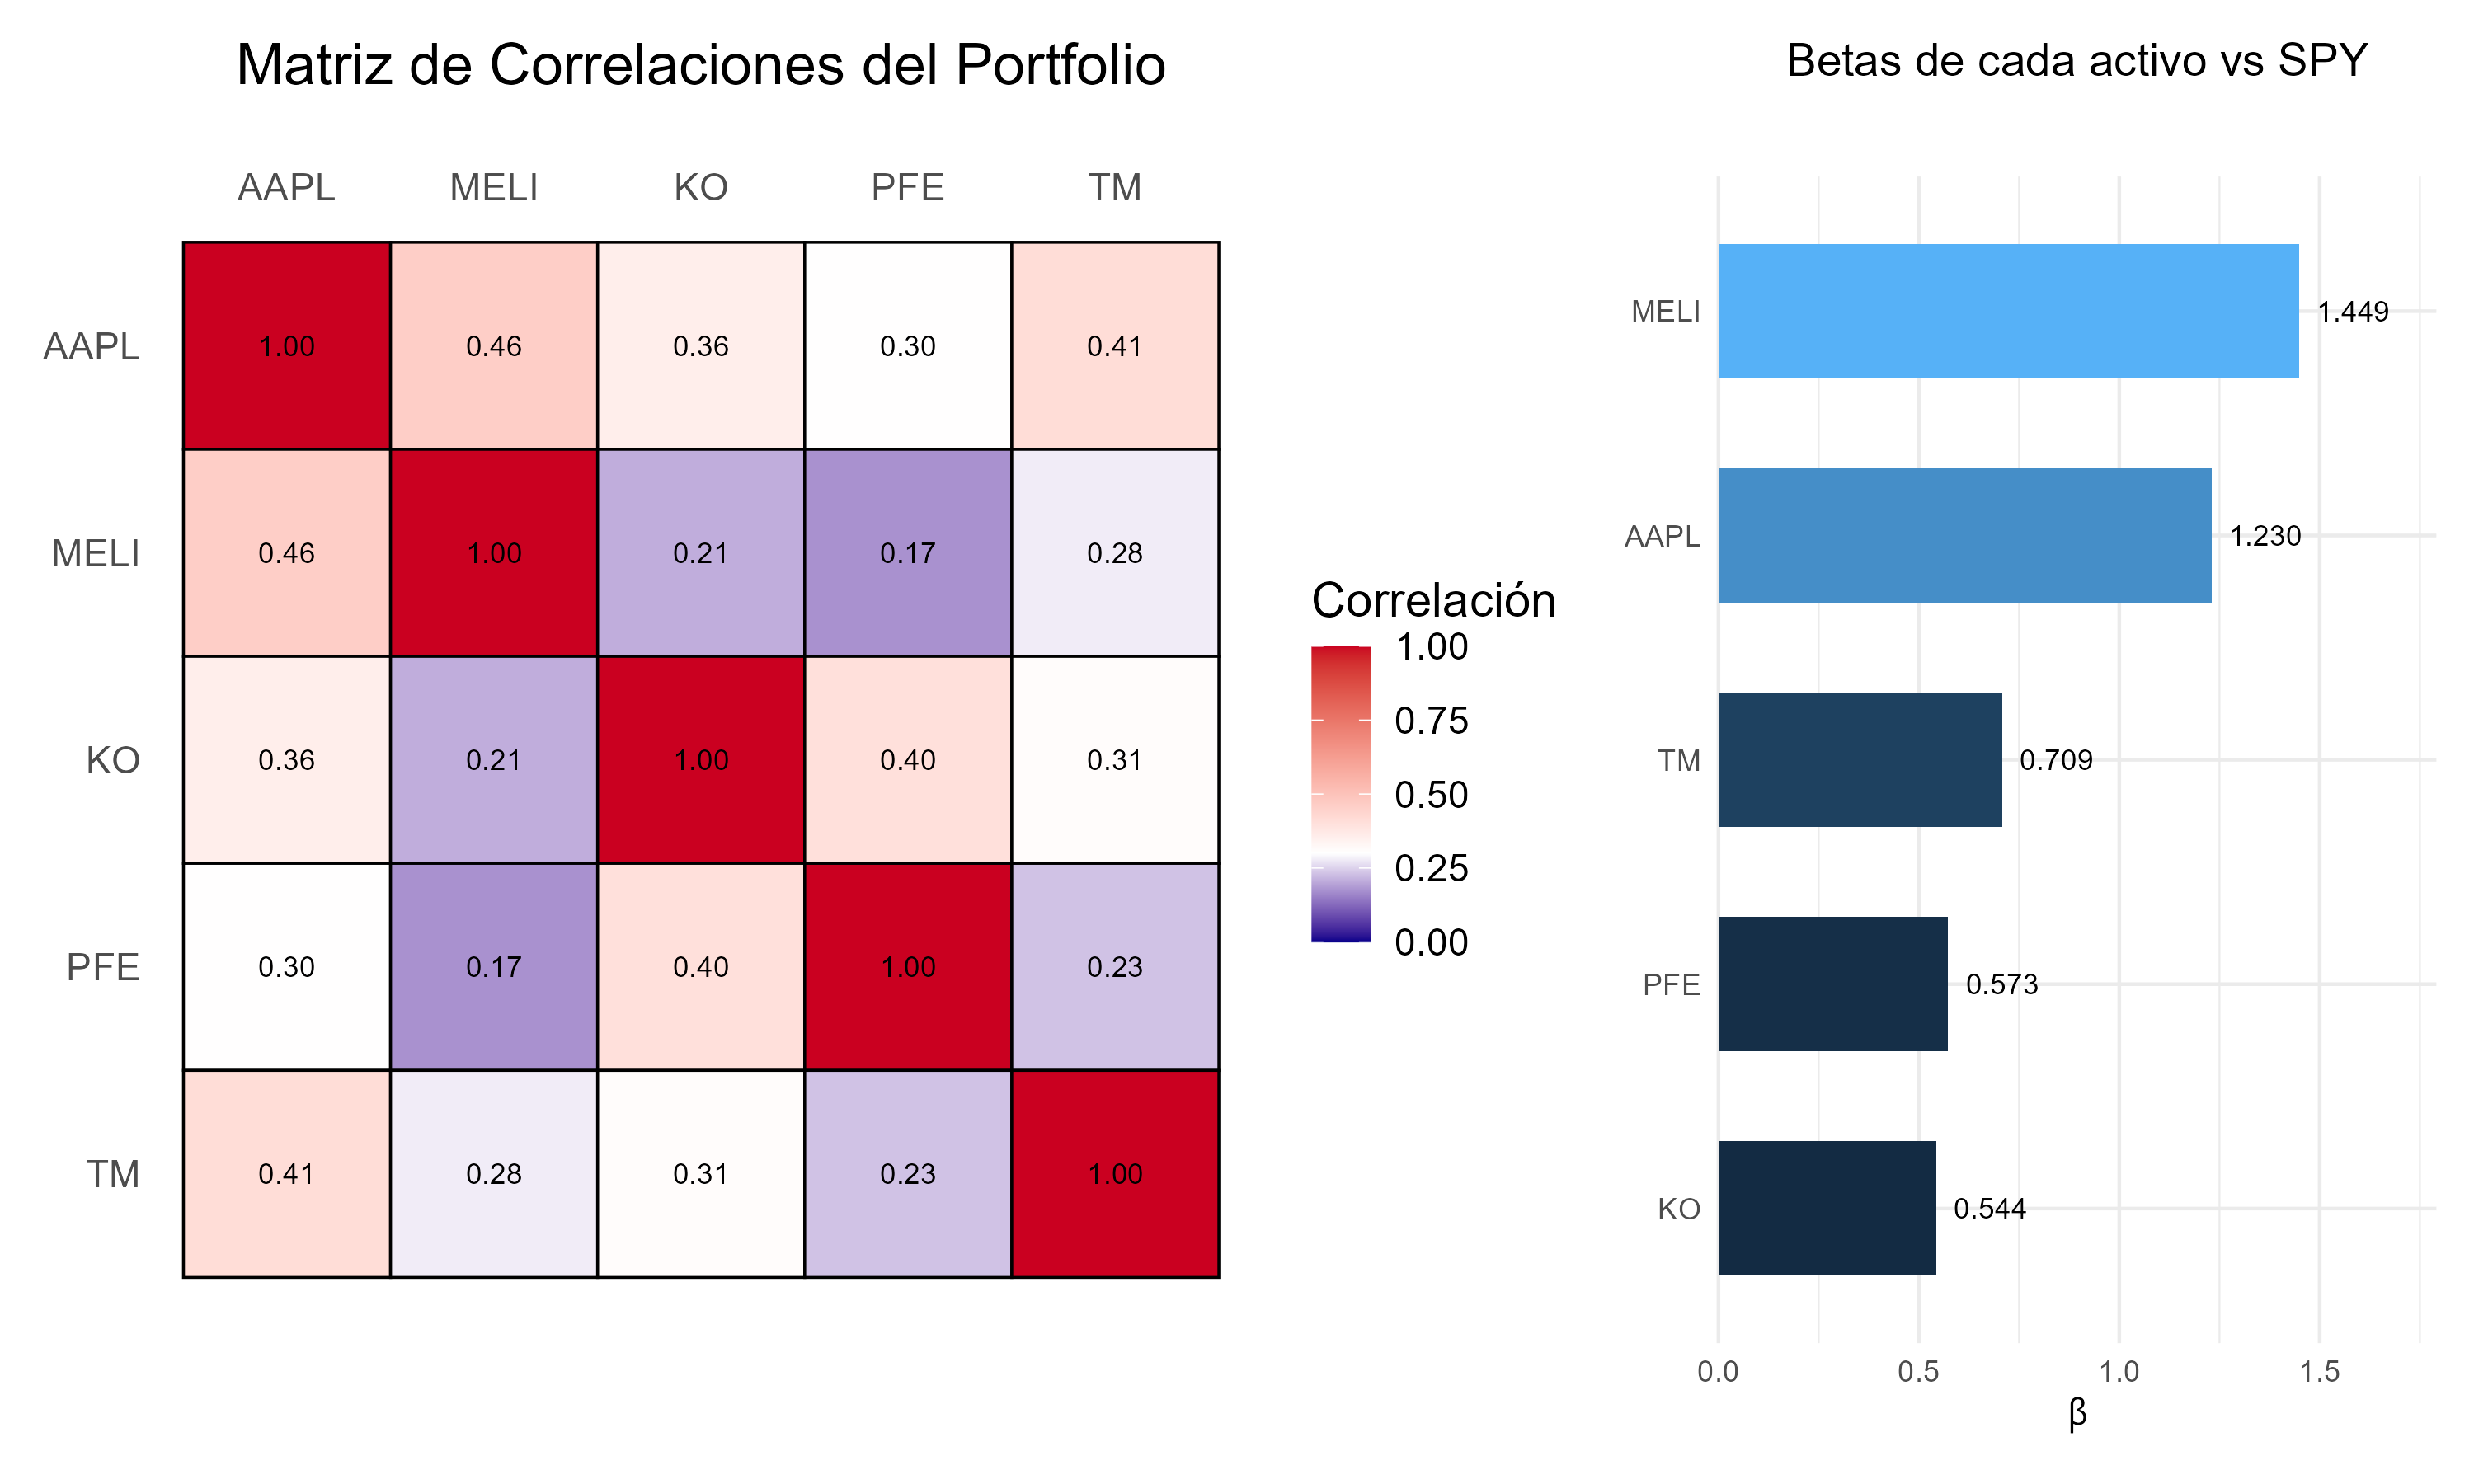 Matriz de Correlaciones del Portfolio
AAPL MELI KO PFE TM
AAPL 1.00 0.46 0.36 0.30 0.41
MELI 0.46 1.00 0.21 0.17 0.28
KO 0.36 0.21 1.00 0.40 0.31
PFE 0.30 0.17 0.40 1.00 0.23
TM 0.41 0.28 0.31 0.23 1.00
Correlación
1.00
0.75
0.50
0.25
0.00
Betas de cada activo vs SPY
MELI 1.449
AAPL 1.230
TM 0.709
PFE 0.573
KO 0.544
0.0 0.5 1.0 1.5
β